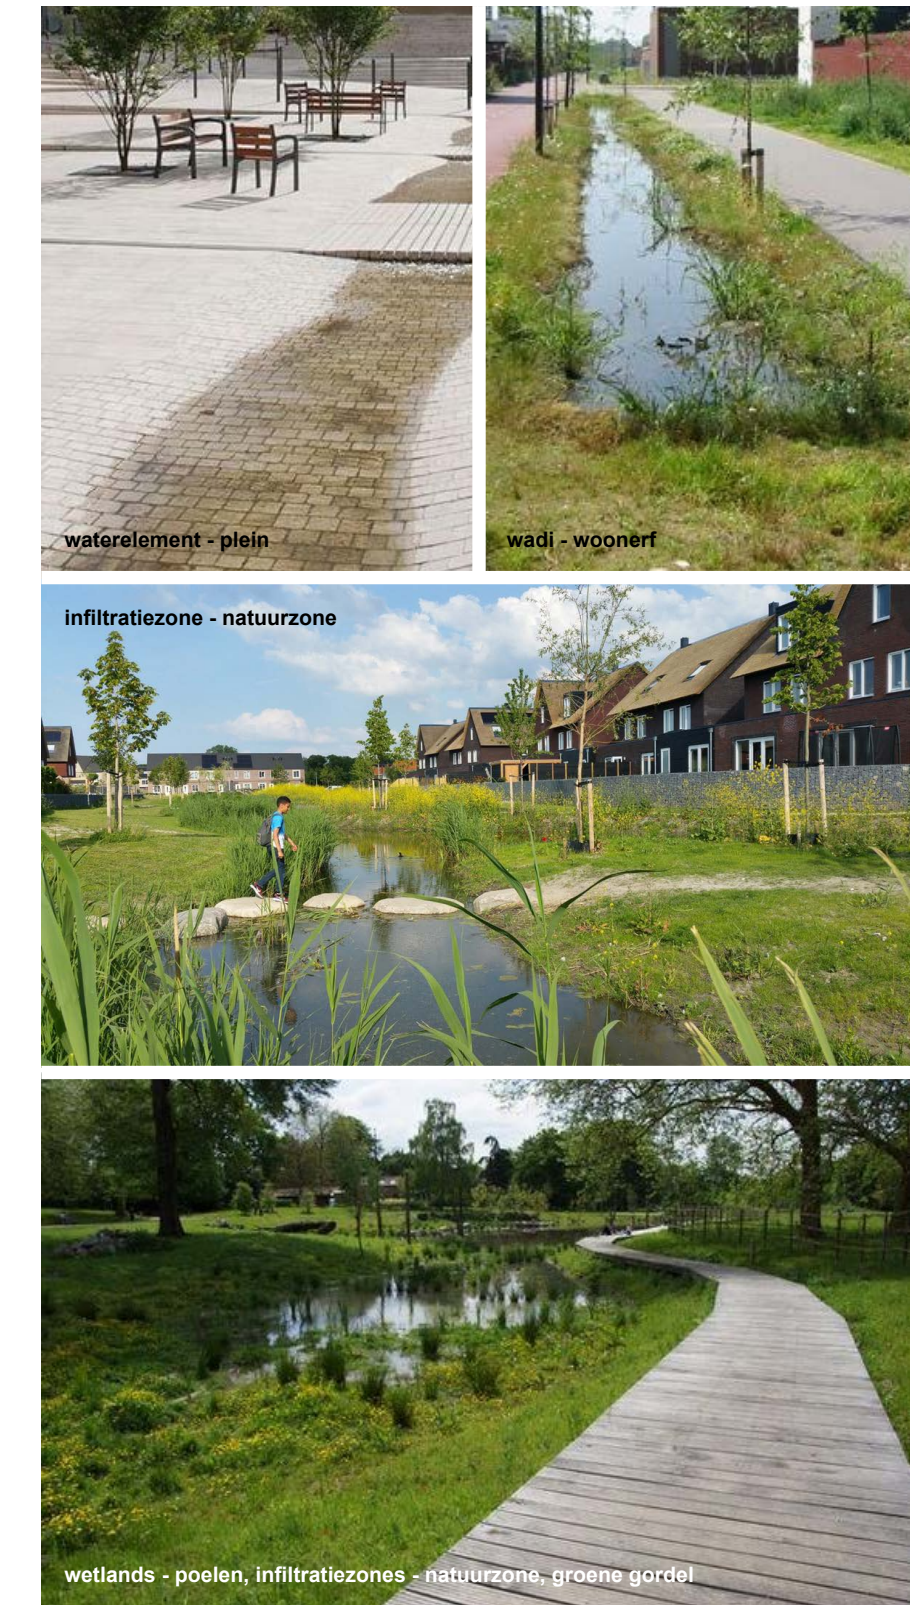 waterelement - plein
wadi - woonerf
infiltratiezone - natuurzone
wetlands - poelen, infiltratiezones - natuurzone, groene gordel